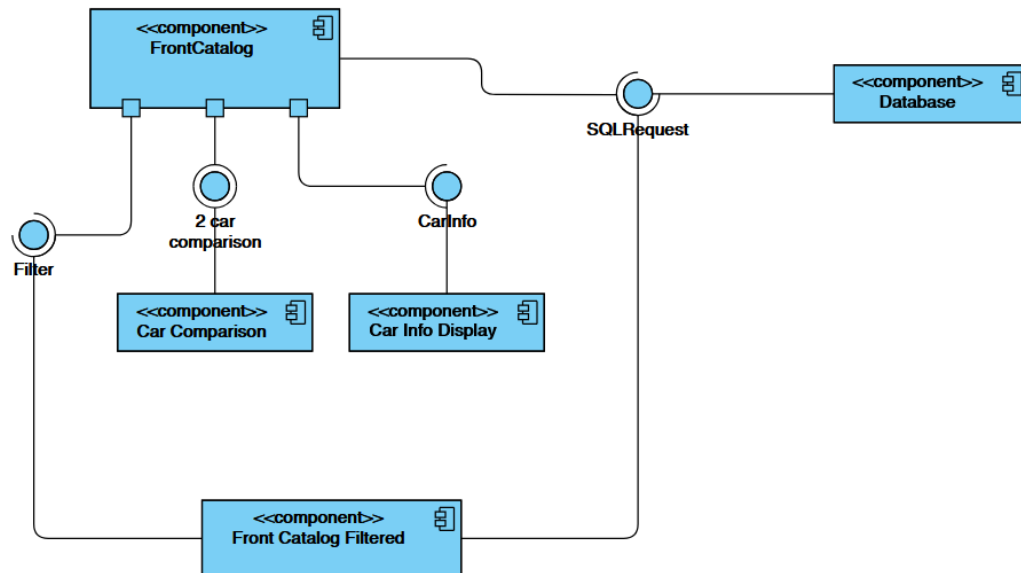 <<component>>
FrontCatalog
<<component>>
Database
SQLRequest
2 car
comparison
CarInfo
Filter
<<component>>
Car Comparison
<<component>>
Car Info Display
<<component>>
Front Catalog Filtered